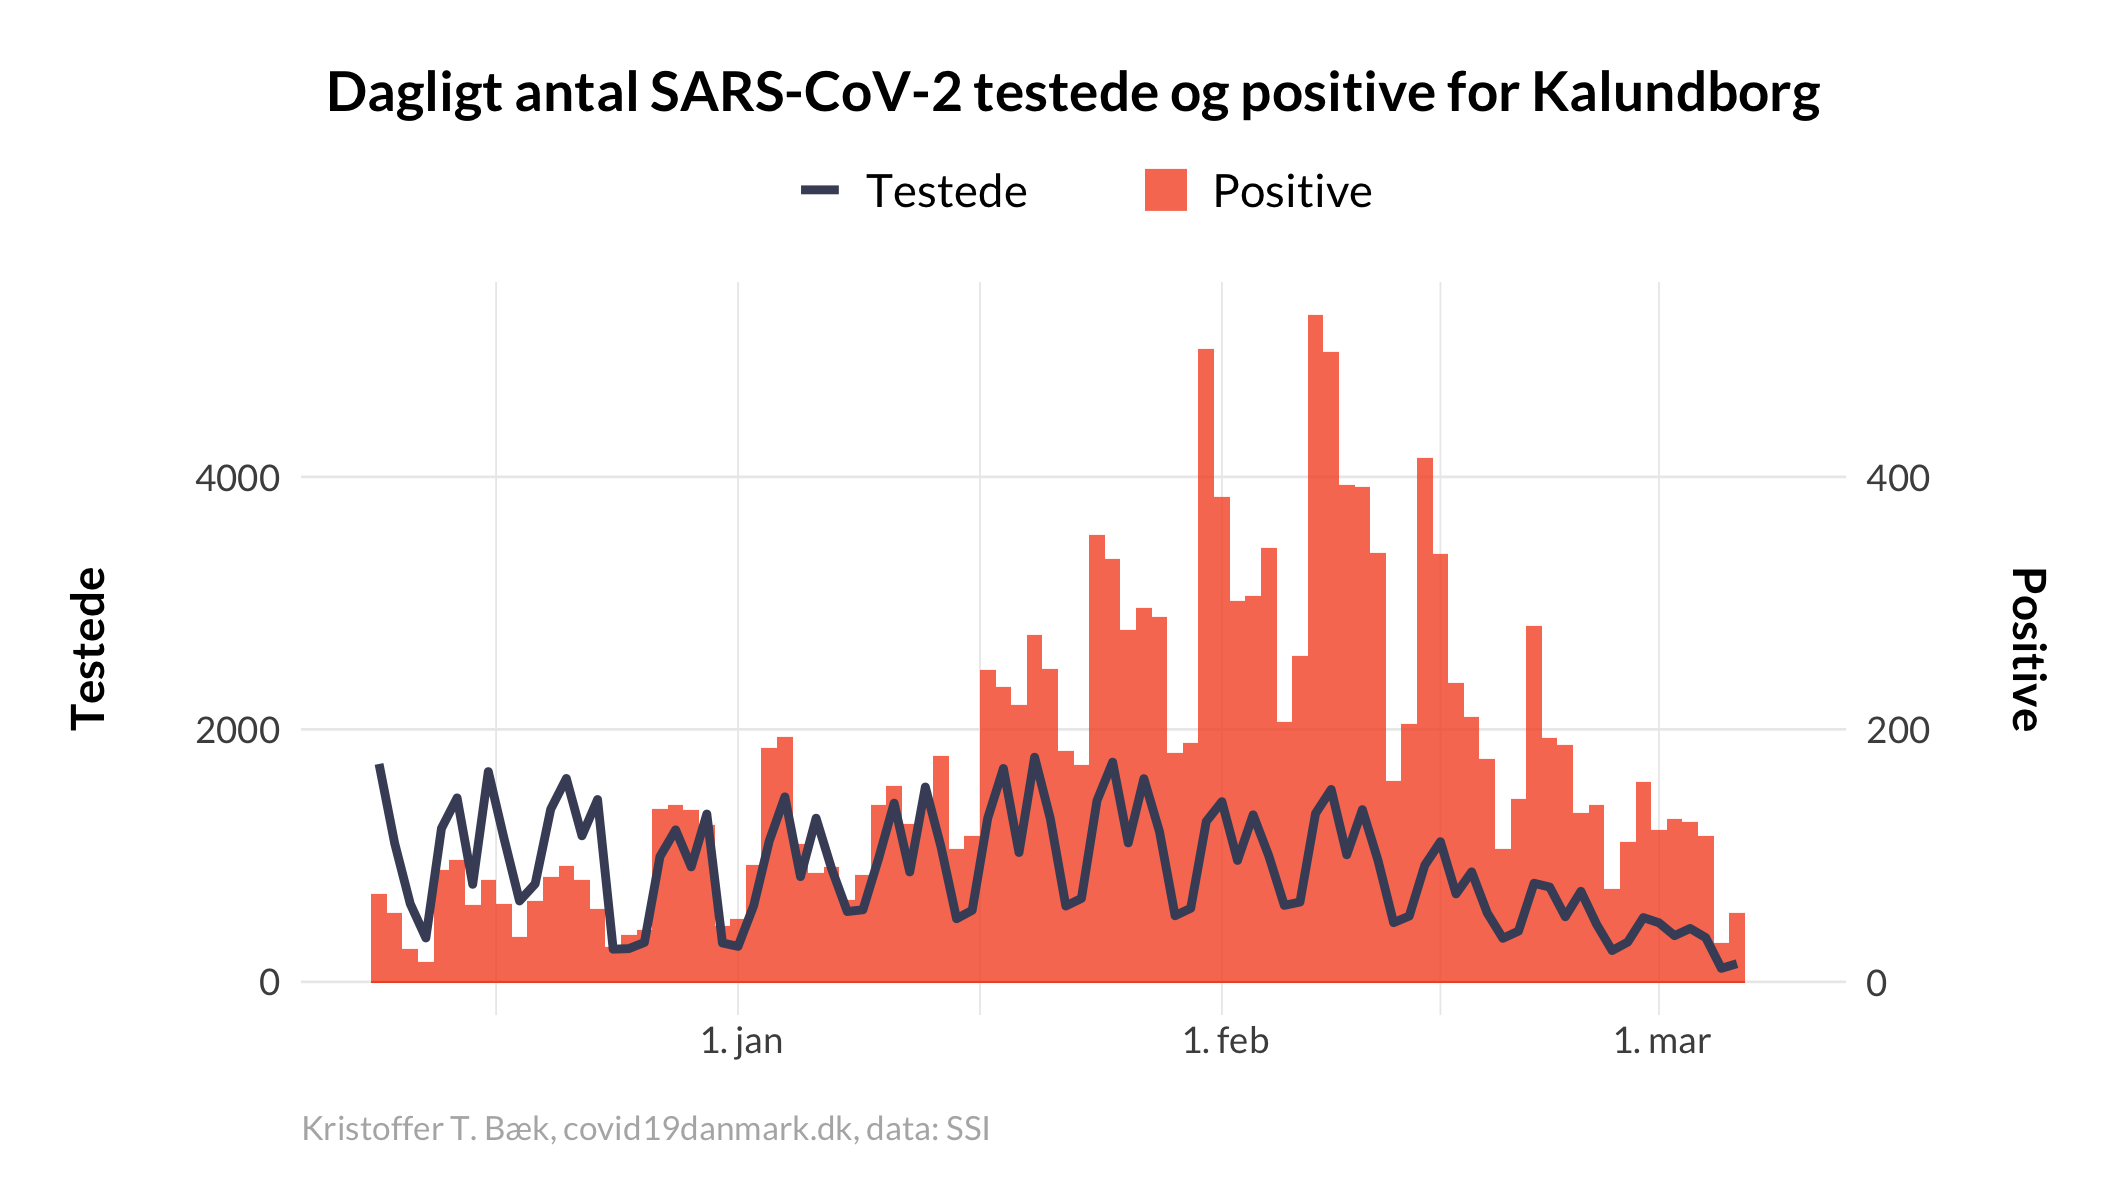 Dagligt antal SARS-CoV-2 testede og positive for Kalundborg
Testede
Positive
4000
2000
0
400
200
0
Testede
Positive
1. jan
1. feb
1. mar
Kristoffer T. Bæk, covid19danmark.dk, data: SSI